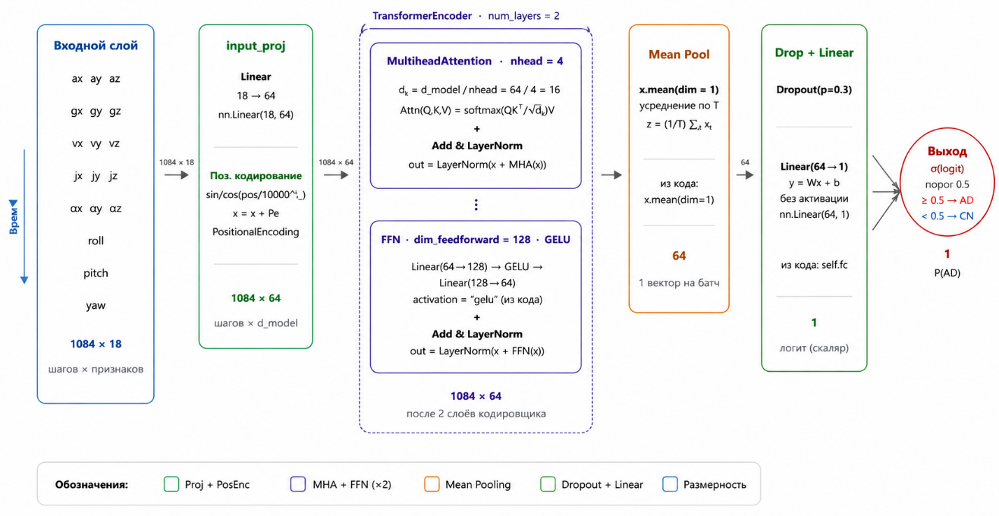 TransformerEncoder · num_layers = 2
Время
Входной слой
ax ay az
gx gy gz
vx vy vz
jx jy jz
αx αy αz
roll
pitch
yaw
1084 × 18
шагов × признаков
1084 × 18
input_proj
Linear
18 → 64
nn.Linear(18, 64)
Поз. кодирование
sin/cos(pos/10000^ⁱ_)
x = x + Pe
PositionalEncoding
1084 × 64
шагов × d_model
1084 × 64
MultiheadAttention · nhead = 4
dₖ = d_model / nhead = 64 / 4 = 16
Attn(Q,K,V) = softmax(QKᵀ/√dₖ)V
+
Add & LayerNorm
out = LayerNorm(x + MHA(x))
⋮
FFN · dim_feedforward = 128 · GELU
Linear(64→128) → GELU →
Linear(128→64)
activation = “gelu” (из кода)
+
Add & LayerNorm
out = LayerNorm(x + FFN(x))
1084 × 64
после 2 слоёв кодировщика
Mean Pool
x.mean(dim = 1)
усреднение по T
z = (1/T) ∑,ₜ xₜ
из кода:
x.mean(dim=1)
64
1 вектор на батч
64
Drop + Linear
Dropout(p=0.3)
Linear(64→1)
y = Wx + b
без активации
nn.Linear(64, 1)
из кода: self.fc
1
логит (скаляр)
Выход
σ(logit)
порог 0.5
≥ 0.5 → AD
< 0.5 → CN
1
P(AD)
Обозначения: Proj + PosEnc MHA + FFN (×2) Mean Pooling Dropout + Linear Размерность